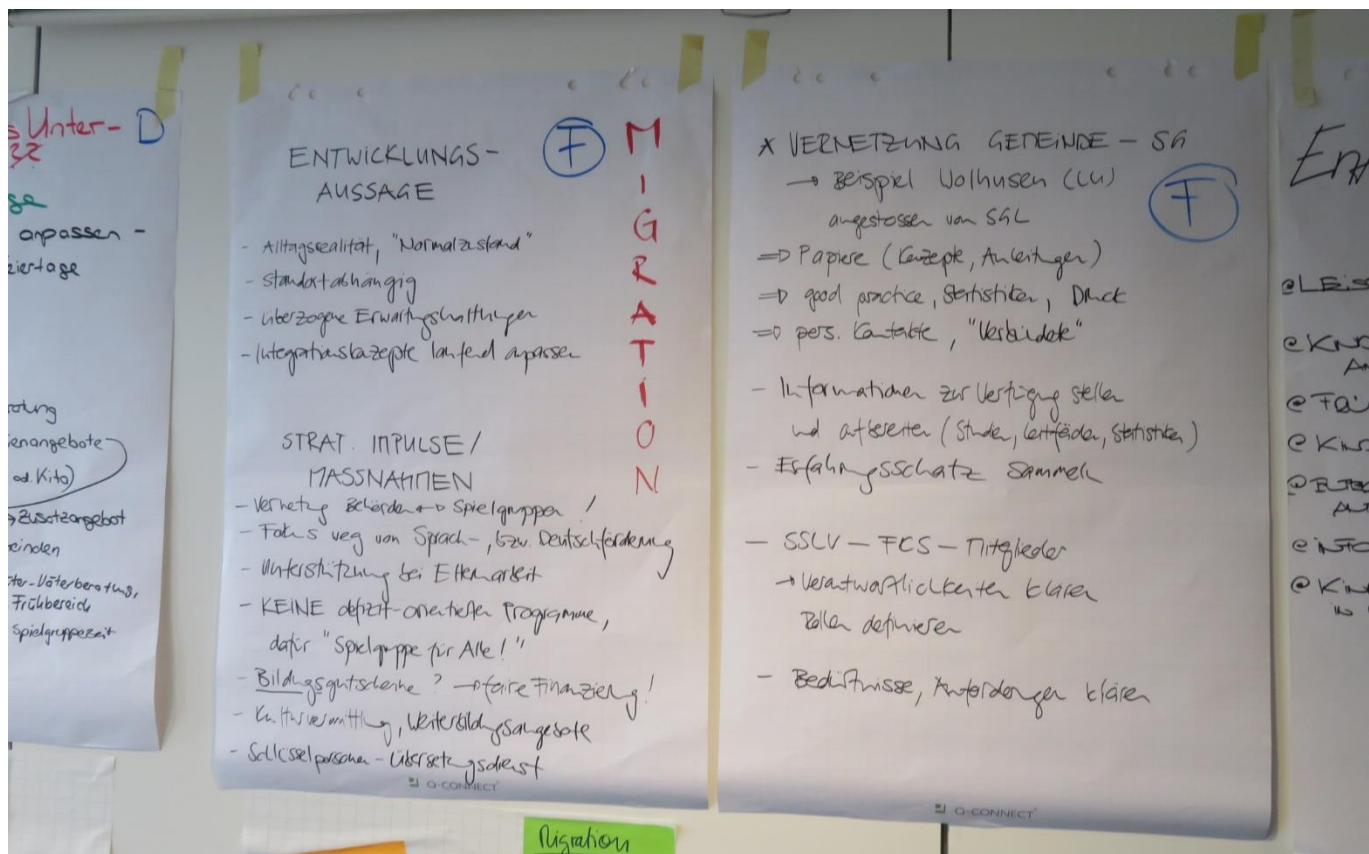 s Unter- D
se
anpassen -
ziertage
enangebote
od. Kita)
→ Zusatzangebot
einden
ter-Väterberatung,
Frühbereich
Spielgruppezeit
ENTWICKLUNGS-
AUSSAGE
F
MIGRATION
- Alltagsrealität, "Normalzustand"
- Standortabhängig
- überzogene Erwartungshaltungen
- Integrationskonzepte laufend anpassen
STRAT. IMPULSE/
MASSNAHMEN
- Vernetzung Behörden ↔ Spielgruppen!
- Fokus weg von Sprach-, bzw. Deutschförderung
- Unterstützung bei Elternarbeit
- KEINE defizit-orientierten Programme,
dafür "Spielgruppe für Alle!"
- Bildungsgutscheine? → faire Finanzierung!
- Kulturvermittlung, Weiterbildungsangebote
- Schlüsselpersonen - Übersetzungsdienst
Q-CONNECT
* VERNETZUNG GEMEINDE - SG
→ Beispiel Wolhusen (LU)
angestossen von SGL
F
⇒ Papiere (Konzepte, Anleitungen)
⇒ good practice, Statistiken, Druck
⇒ pers. Kontakte, "Verbündete"
- Informationen zur Verfügung stellen
und aufbereiten (Studien, Leitfäden, Statistiken)
- Erfahrungsschatz sammeln
- SSLV - FCS - Mitglieder
→ Verantwortlichkeiten klären
Rollen definieren
- Bedürfnisse, Anforderungen klären
Q-CONNECT
Migration